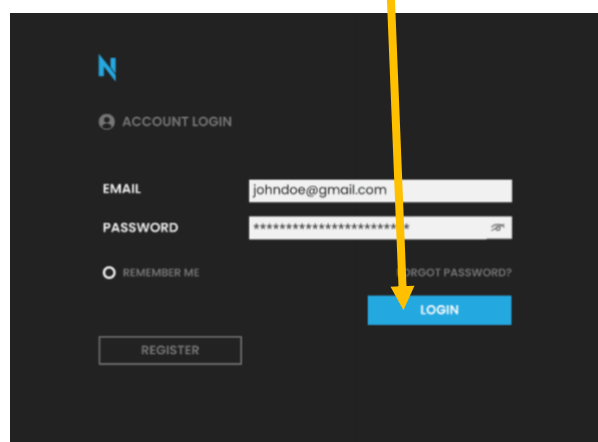 N
ACCOUNT LOGIN
EMAIL johndoe@gmail.com
PASSWORD ************************
REMEMBER ME FORGOT PASSWORD?
LOGIN
REGISTER